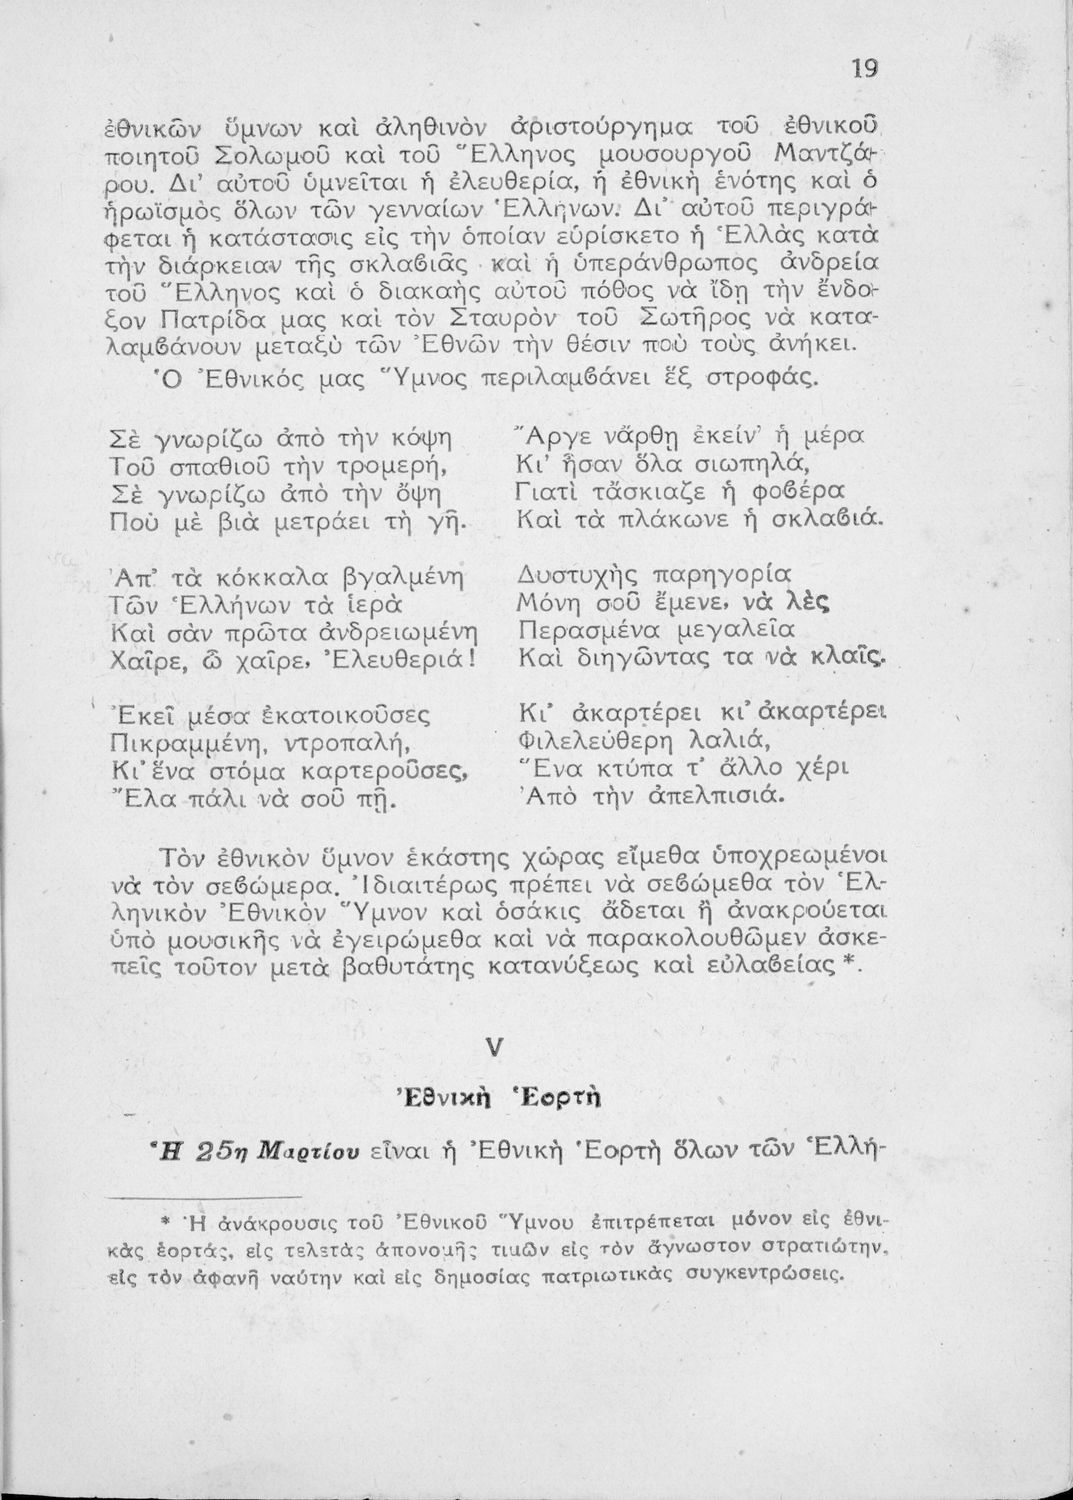 19
ἐθνικῶν ὕμνων καὶ ἀληθινὸν ἀριστούργημα τοῦ ἐθνικοῦ
ποιητοῦ Σολωμοῦ καὶ τοῦ Ἕλληνος μουσουργοῦ Μαντζά-
ρου. Δι' αὐτοῦ ὑμνεῖται ἡ ἐλευθερία, ἡ ἐθνικὴ ἑνότης καὶ ὁ
ἡρωϊσμὸς ὅλων τῶν γενναίων Ἑλλήνων. Δι' αὐτοῦ περιγρά-
φεται ἡ κατάστασις εἰς τὴν ὁποίαν εὑρίσκετο ἡ Ἑλλὰς κατὰ
τὴν διάρκειαν τῆς σκλαβιᾶς καὶ ἡ ὑπεράνθρωπος ἀνδρεία
τοῦ Ἕλληνος καὶ ὁ διακαὴς αὐτοῦ πόθος νὰ ἴδῃ τὴν ἔνδο-
ξον Πατρίδα μας καὶ τὸν Σταυρὸν τοῦ Σωτῆρος νὰ κατα-
λαμβάνουν μεταξὺ τῶν Ἐθνῶν τὴν θέσιν ποὺ τοὺς ἀνήκει.
Ὁ Ἐθνικός μας Ὕμνος περιλαμβάνει ἕξ στροφάς.
Σὲ γνωρίζω ἀπὸ τὴν κόψη
Τοῦ σπαθιοῦ τὴν τρομερή,
Σὲ γνωρίζω ἀπὸ τὴν ὄψη
Ποὺ μὲ βιὰ μετράει τὴ γῆ.
Ἀπ' τὰ κόκκαλα βγαλμένη
Τῶν Ἑλλήνων τὰ ἱερὰ
Καὶ σὰν πρῶτα ἀνδρειωμένη
Χαῖρε, ὦ χαῖρε, Ἐλευθεριά!
Ἐκεῖ μέσα ἐκατοικοῦσες
Πικραμμένη, ντροπαλή,
Κι' ἕνα στόμα καρτεροῦσες,
Ἔλα πάλι νὰ σοῦ πῇ.
Ἄργε νἄρθῃ ἐκείν' ἡ μέρα
Κι' ἦσαν ὅλα σιωπηλά,
Γιατὶ τἄσκιαζε ἡ φοβέρα
Καὶ τὰ πλάκωνε ἡ σκλαβιά.
Δυστυχὴς παρηγορία
Μόνη σοῦ ἔμενε, νὰ λὲς
Περασμένα μεγαλεῖα
Καὶ διηγῶντας τα νὰ κλαῖς.
Κι' ἀκαρτέρει κι' ἀκαρτέρει
Φιλελεύθερη λαλιά,
Ἕνα κτύπα τ' ἄλλο χέρι
Ἀπὸ τὴν ἀπελπισιά.
Τὸν ἐθνικὸν ὕμνον ἑκάστης χώρας εἴμεθα ὑποχρεωμένοι
νὰ τὸν σεβώμερα. Ἰδιαιτέρως πρέπει νὰ σεβώμεθα τὸν Ἑλ-
ληνικὸν Ἐθνικὸν Ὕμνον καὶ ὁσάκις ᾄδεται ἢ ἀνακρούεται
ὑπὸ μουσικῆς νὰ ἐγειρώμεθα καὶ νὰ παρακολουθῶμεν ἀσκε-
πεῖς τοῦτον μετὰ βαθυτάτης κατανύξεως καὶ εὐλαβείας *.
V
Ἐθνικὴ Ἑορτὴ
Ἡ 25η Μαρτίου εἶναι ἡ Ἐθνικὴ Ἑορτὴ ὅλων τῶν Ἑλλή-
* Ἡ ἀνάκρουσις τοῦ Ἐθνικοῦ Ὕμνου ἐπιτρέπεται μόνον εἰς ἐθνι-
κὰς ἑορτάς, εἰς τελετὰς ἀπονομῆς τιμῶν εἰς τὸν ἄγνωστον στρατιώτην,
εἰς τὸν ἀφανῆ ναύτην καὶ εἰς δημοσίας πατριωτικὰς συγκεντρώσεις.